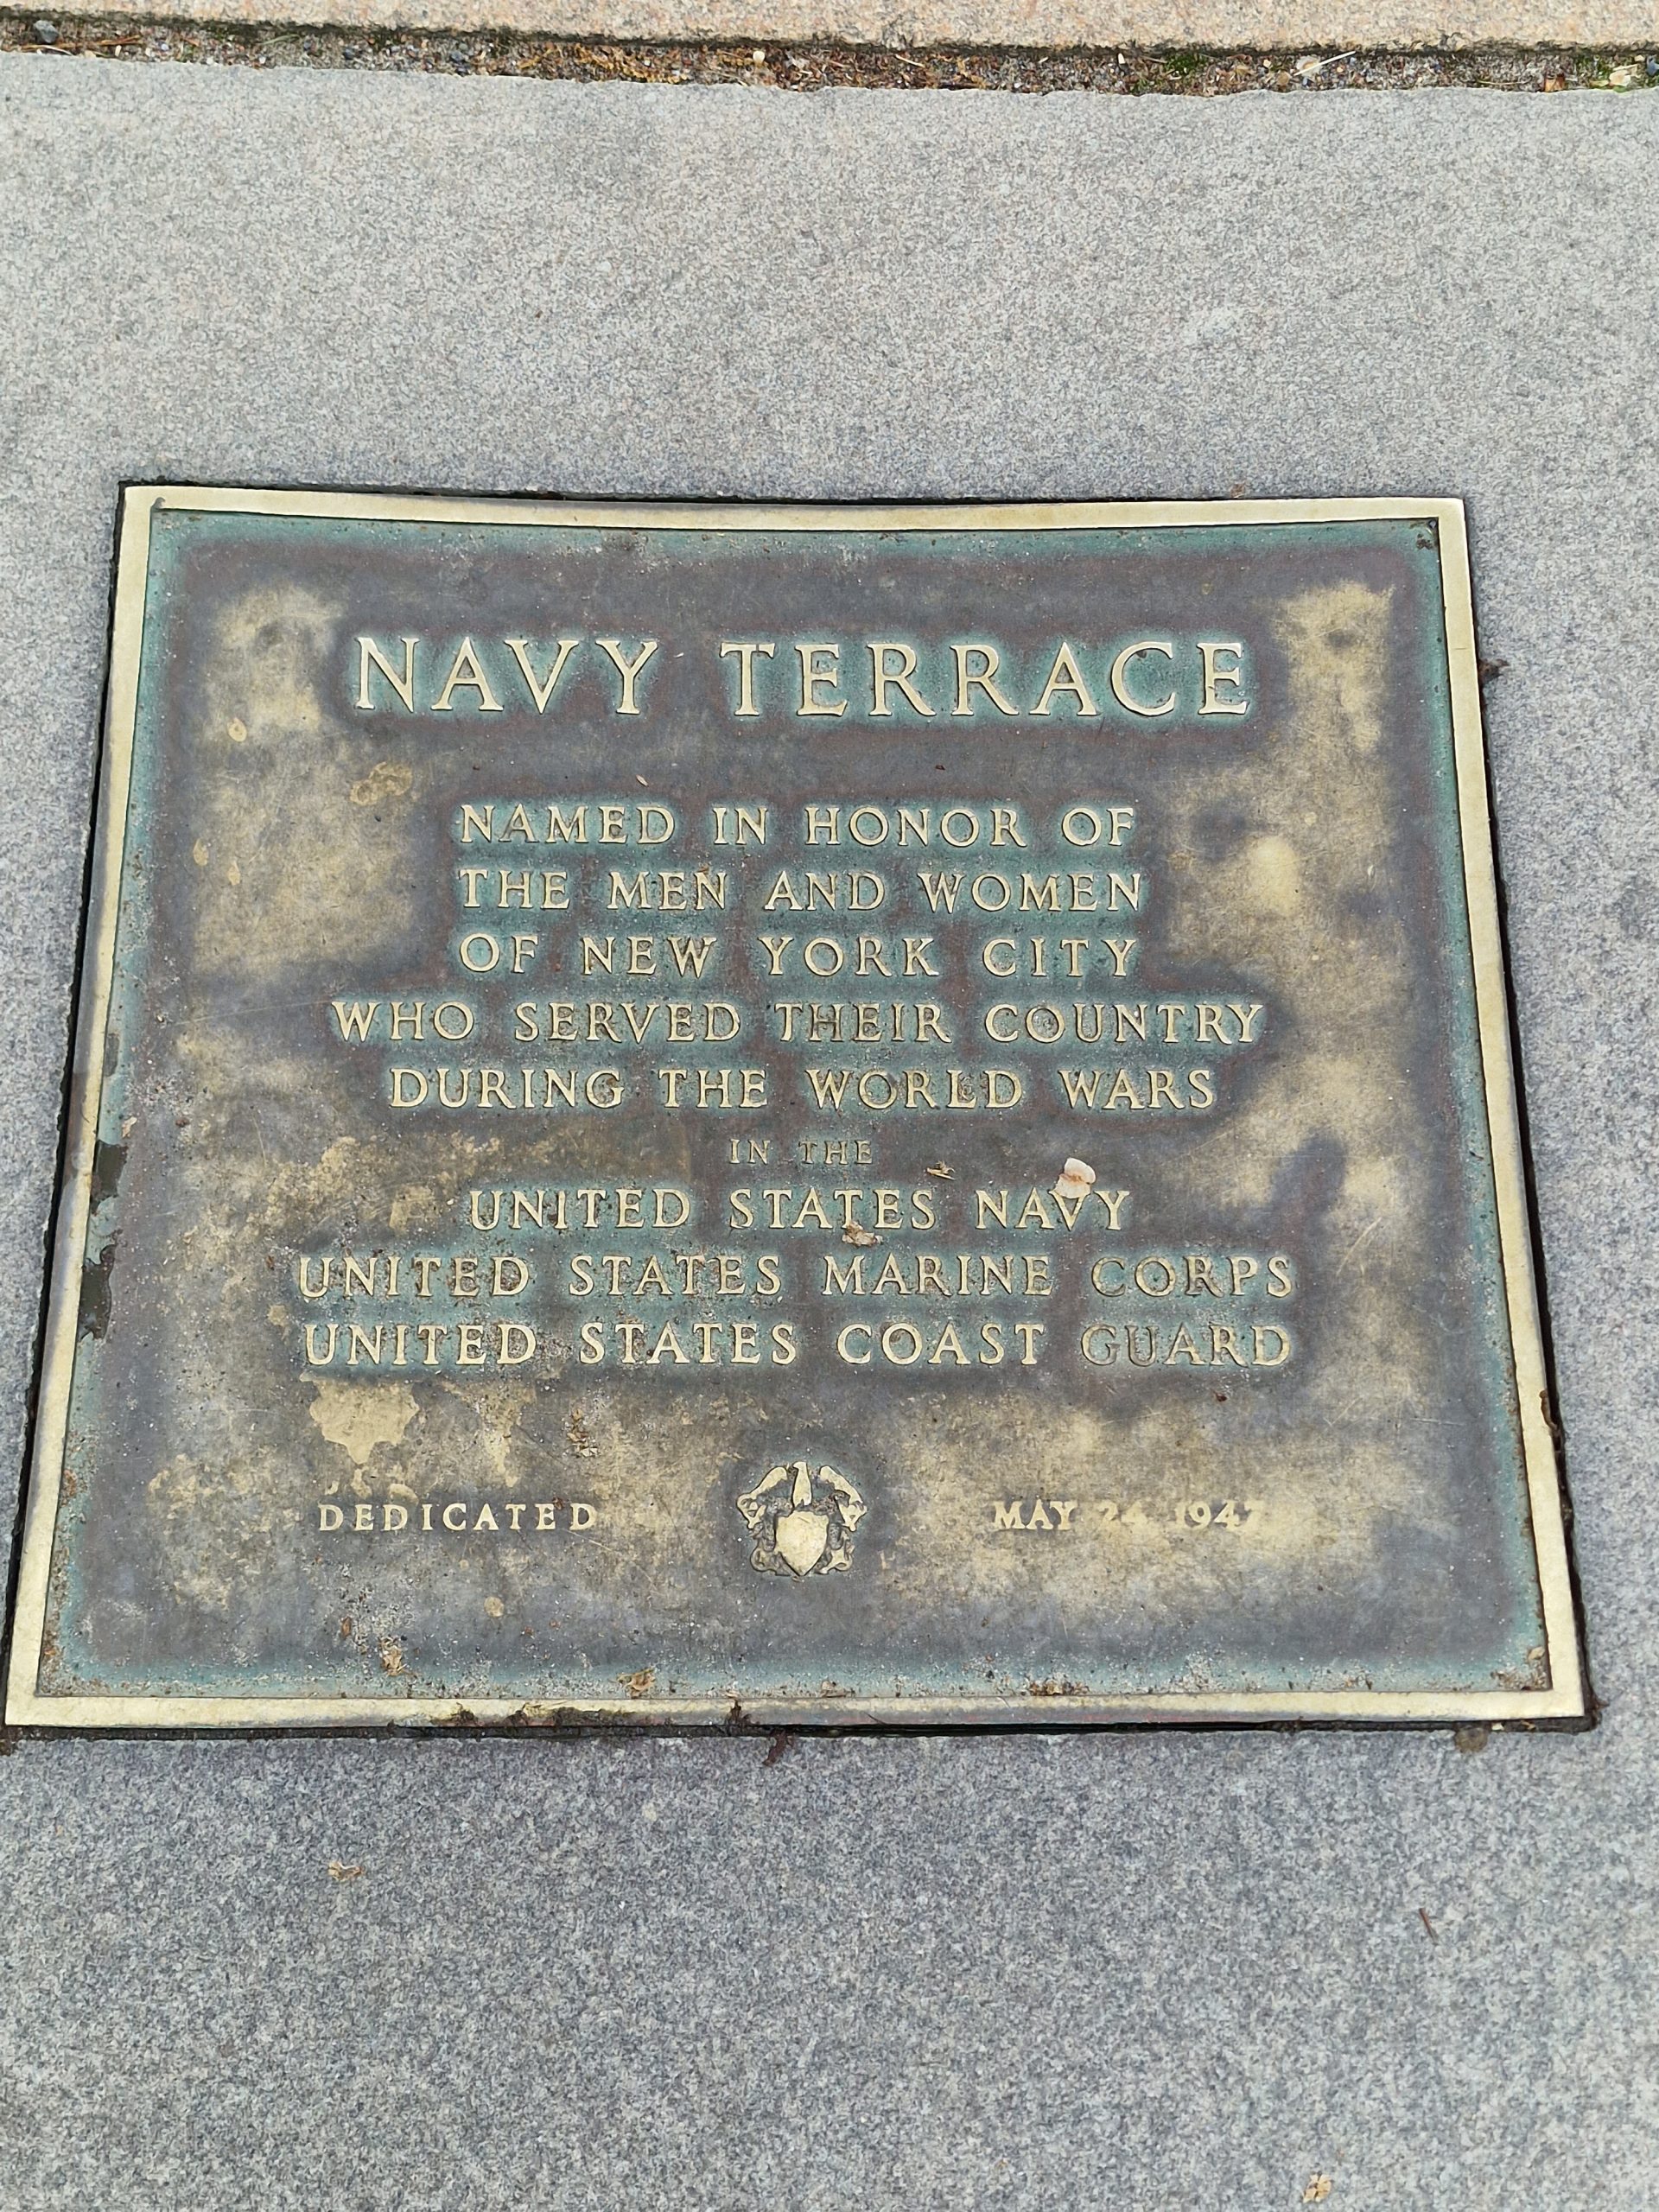 NAVY TERRACE
NAMED IN HONOR OF
THE MEN AND WOMEN
OF NEW YORK CITY
WHO SERVED THEIR COUNTRY
DURING THE WORLD WARS
IN THE
UNITED STATES NAVY
UNITED STATES MARINE CORPS
UNITED STATES COAST GUARD
DEDICATED MAY 24, 1947